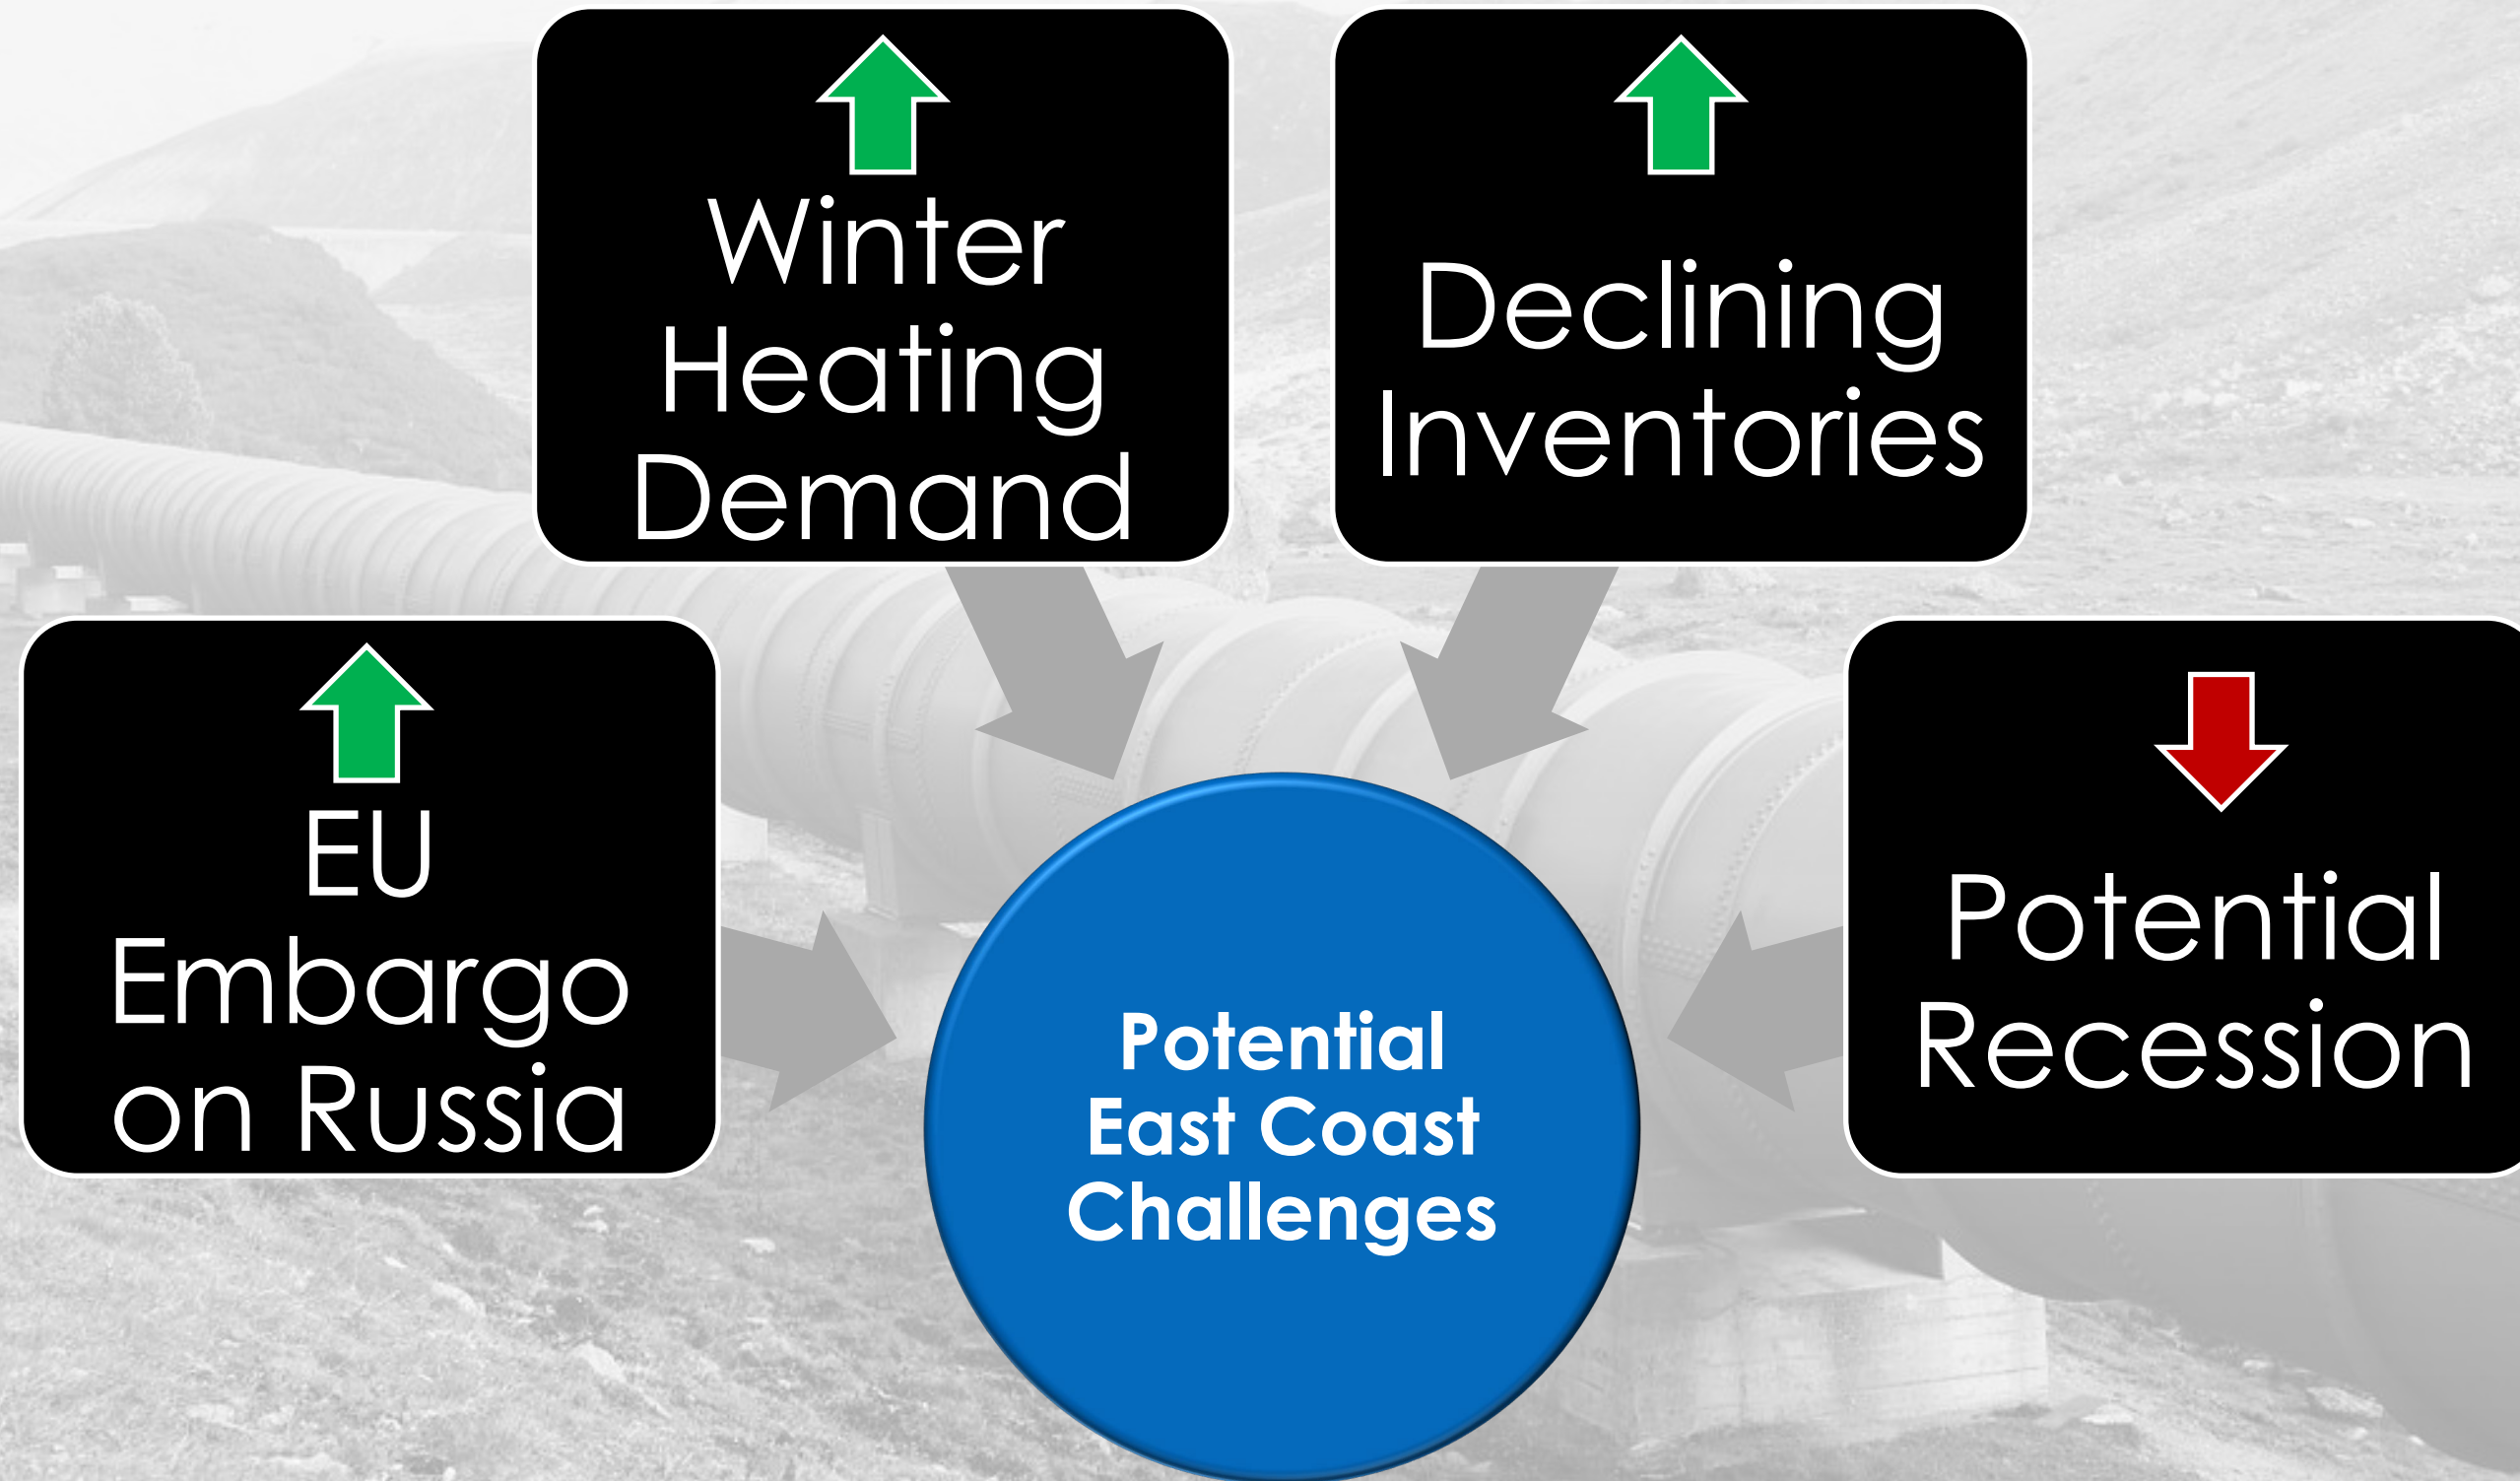 Winter
Heating
Demand
Declining
Inventories
EU
Embargo
on Russia
Potential
Recession
Potential
East Coast
Challenges